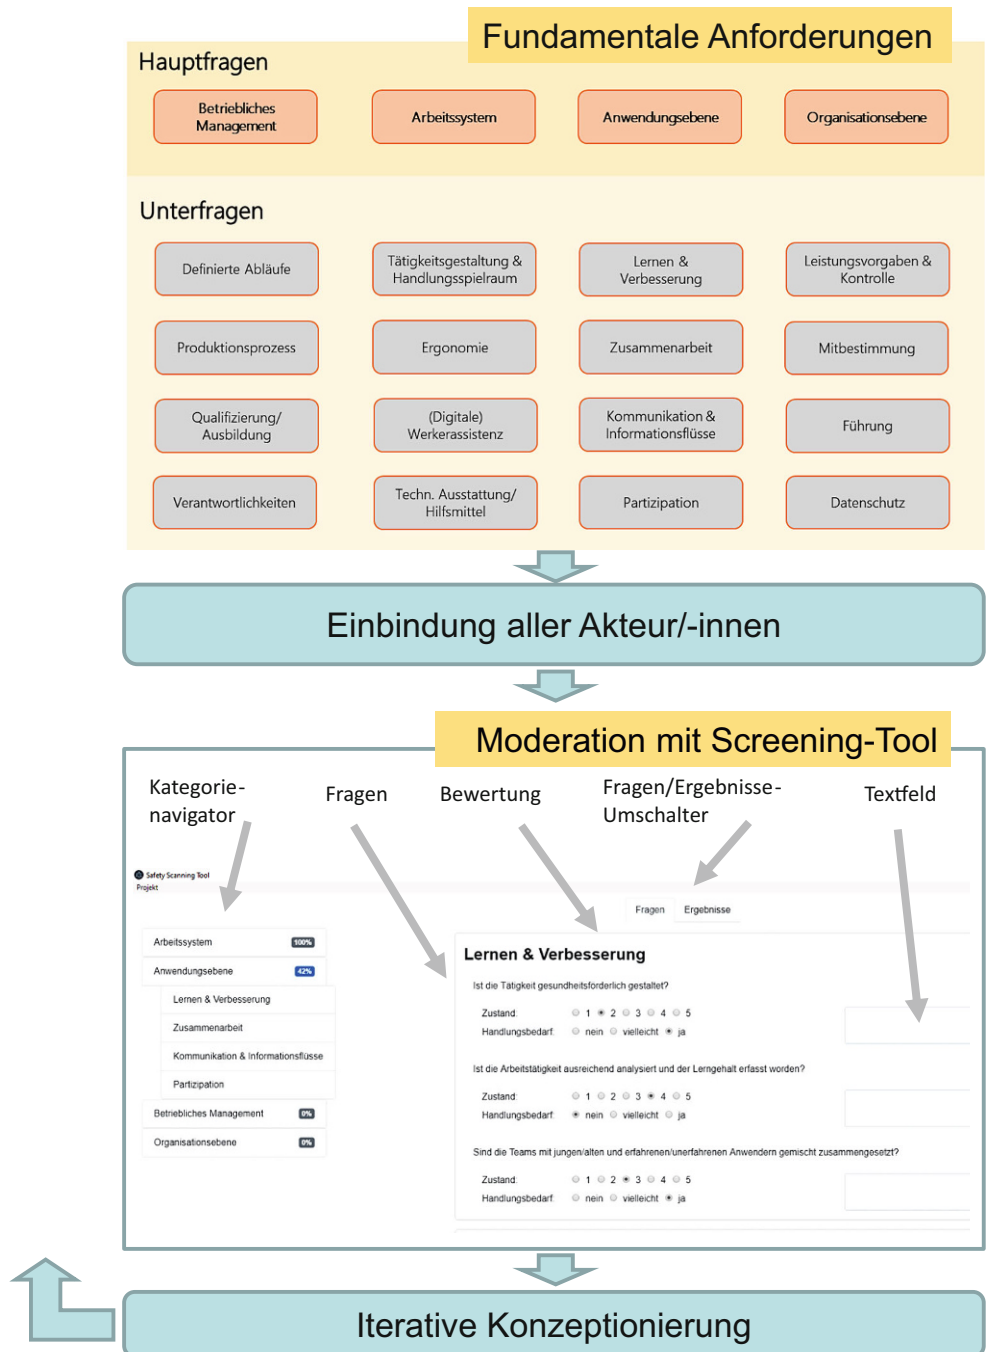 Fundamentale Anforderungen
Hauptfragen
Betriebliches
Management
Arbeitssystem
Anwendungsebene
Organisationsebene
Unterfragen
Definierte Abläufe
Tätigkeitsgestaltung &
Handlungsspielraum
Lernen &
Verbesserung
Leistungsvorgaben &
Kontrolle
Produktionsprozess
Ergonomie
Zusammenarbeit
Mitbestimmung
Qualifizierung/
Ausbildung
(Digitale)
Werkerassistenz
Kommunikation &
Informationsflüsse
Führung
Verantwortlichkeiten
Techn. Ausstattung/
Hilfsmittel
Partizipation
Datenschutz
Einbindung aller Akteur/-innen
Moderation mit Screening-Tool
Kategorie-
navigator
Fragen
Bewertung
Fragen/Ergebnisse-
Umschalter
Textfeld
Safety Scanning Tool
Projekt
Fragen Ergebnisse
Arbeitssystem 100%
Anwendungsebene 42%
Lernen & Verbesserung
Zusammenarbeit
Kommunikation & Informationsflüsse
Partizipation
Betriebliches Management 0%
Organisationsebene 0%
Lernen & Verbesserung
Ist die Tätigkeit gesundheitsforderlich gestaltet?
Zustand: 1 2 3 4 5
Handlungsbedarf: nein vielleicht ja
Ist die Arbeitstätigkeit ausreichend analysiert und der Lerngehalt erfasst worden?
Zustand: 1 2 3 4 5
Handlungsbedarf: nein vielleicht ja
Sind die Teams mit jungen/alten und erfahrenen/unerfahrenen Anwendern gemischt zusammengesetzt?
Zustand: 1 2 3 4 5
Handlungsbedarf: nein vielleicht ja
Iterative Konzeptionierung